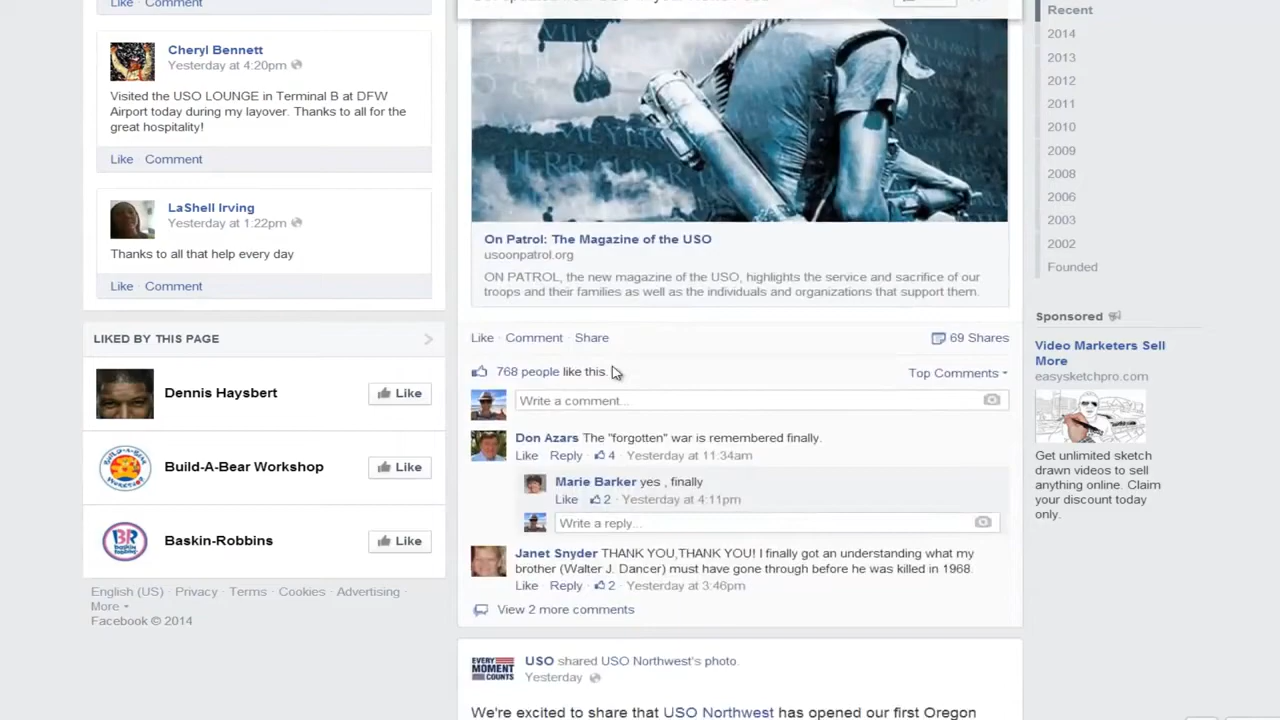 Like · Comment
Cheryl Bennett
Yesterday at 4:20pm
Visited the USO LOUNGE in Terminal B at DFW
Airport today during my layover. Thanks to all for the
great hospitality!
Like · Comment
LaShell Irving
Yesterday at 1:22pm
Thanks to all that help every day
Like · Comment
LIKED BY THIS PAGE
Dennis Haysbert
Like
Build-A-Bear Workshop
Like
BR
Baskin-Robbins
Like
English (US) · Privacy · Terms · Cookies · Advertising ·
More
Facebook © 2014
On Patrol: The Magazine of the USO
usoonpatrol.org
ON PATROL, the new magazine of the USO, highlights the service and sacrifice of our
troops and their families as well as the individuals and organizations that support them.
Like · Comment · Share
69 Shares
768 people like this.
Top Comments
Write a comment...
Don Azars The "forgotten" war is remembered finally.
Like · Reply · 4 · Yesterday at 11:34am
Marie Barker yes , finally
Like · 2 · Yesterday at 4:11pm
Write a reply...
Janet Snyder THANK YOU,THANK YOU! I finally got an understanding what my
brother (Walter J. Dancer) must have gone through before he was killed in 1968.
Like · Reply · 2 · Yesterday at 3:46pm
View 2 more comments
EVERY
MOMENT
COUNTS
USO shared USO Northwest's photo.
Yesterday
We're excited to share that USO Northwest has opened our first Oregon
Recent
2014
2013
2012
2011
2010
2009
2008
2006
2003
2002
Founded
Sponsored
Video Marketers Sell
More
easysketchpro.com
Get unlimited sketch
drawn videos to sell
anything online. Claim
your discount today
only.